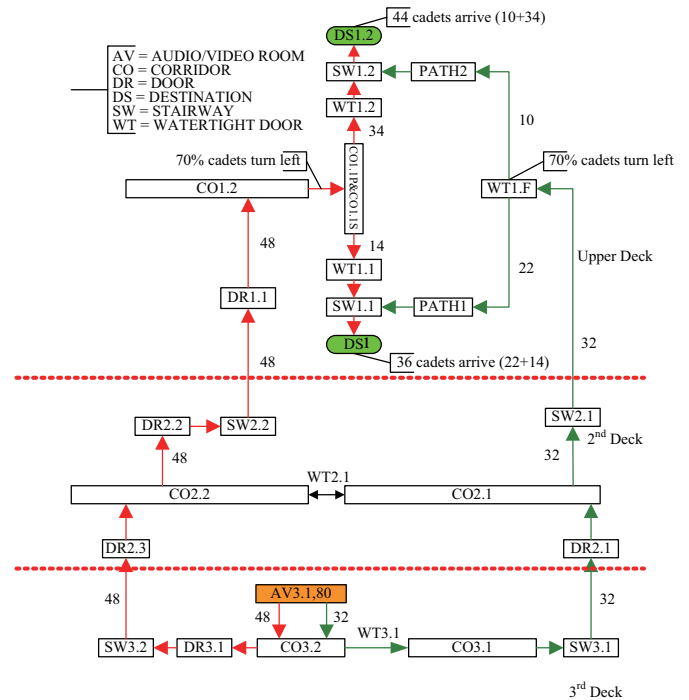 44 cadets arrive (10+34)
DS1.2
AV = AUDIO/VIDEO ROOM
CO = CORRIDOR
DR = DOOR
DS = DESTINATION
SW = STAIRWAY
WT = WATERTIGHT DOOR
SW1.2
PATH2
WT1.2
34
10
70% cadets turn left
70% cadets turn left
CO1.2
CO1.1P&CO1.1S
WT1.F
48
14
WT1.1
22
Upper Deck
DR1.1
SW1.1
PATH1
DS1
36 cadets arrive (22+14)
48
32
DR2.2
SW2.2
SW2.1
2nd Deck
48
32
WT2.1
CO2.2
CO2.1
DR2.3
DR2.1
48
AV3.1,80
32
48
32
WT3.1
SW3.2
DR3.1
CO3.2
CO3.1
SW3.1
3rd Deck